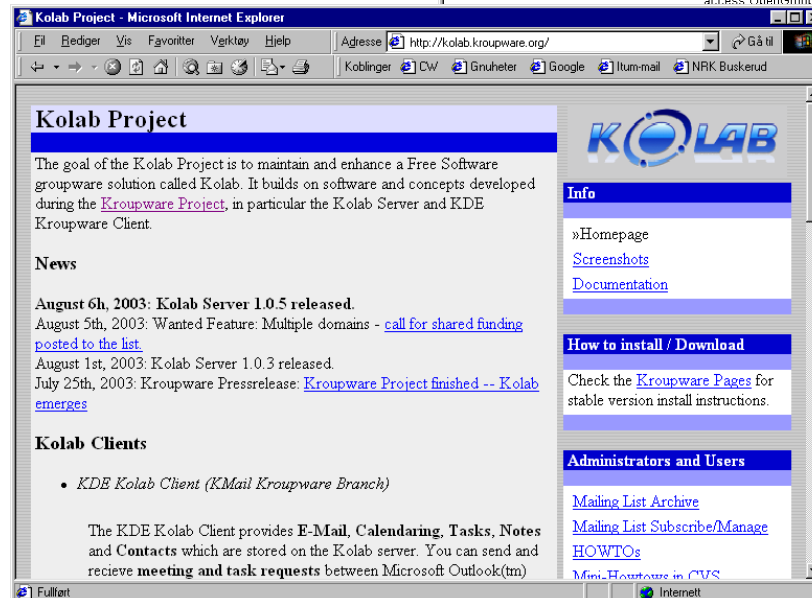 access OpenGroup
Kolab Project - Microsoft Internet Explorer
Fil Rediger Vis Favoritter Verktøy Hjelp Adresse http://kolab.kroupware.org/ Gå til
Koblinger CW Gnuheter Google Itum-mail NRK Buskerud
Kolab Project
The goal of the Kolab Project is to maintain and enhance a Free Software
groupware solution called Kolab. It builds on software and concepts developed
during the Kroupware Project, in particular the Kolab Server and KDE
Kroupware Client.
News
August 6h, 2003: Kolab Server 1.0.5 released.
August 5th, 2003: Wanted Feature: Multiple domains - call for shared funding
posted to the list.
August 1st, 2003: Kolab Server 1.0.3 released.
July 25th, 2003: Kroupware Pressrelease: Kroupware Project finished -- Kolab
emerges
Kolab Clients
• KDE Kolab Client (KMail Kroupware Branch)
The KDE Kolab Client provides E-Mail, Calendaring, Tasks, Notes
and Contacts which are stored on the Kolab server. You can send and
recieve meeting and task requests between Microsoft Outlook(tm)
KOLAB
Info
»Homepage
Screenshots
Documentation
How to install / Download
Check the Kroupware Pages for
stable version install instructions.
Administrators and Users
Mailing List Archive
Mailing List Subscribe/Manage
HOWTOs
Mini-Howtows in CVS
Fullført Internett